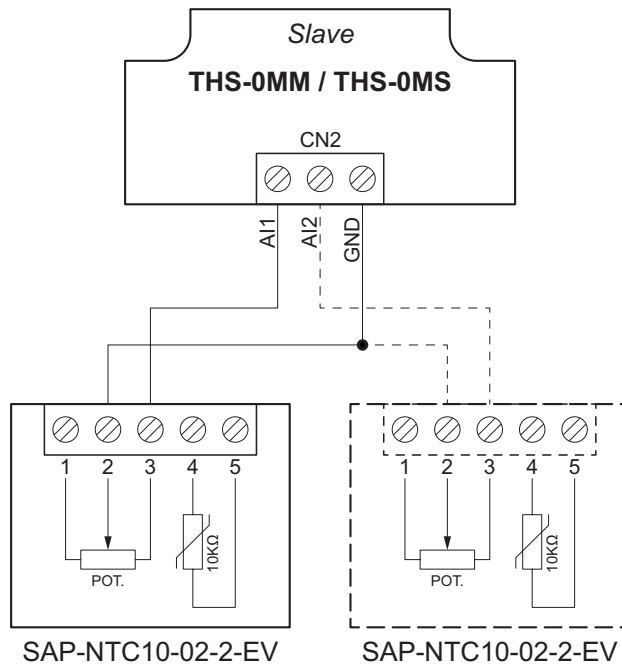 Slave
THS-0MM / THS-0MS
CN2
AI1
AI2
GND
1 2 3 4 5
POT.
10KΩ
SAP-NTC10-02-2-EV
1 2 3 4 5
POT.
10KΩ
SAP-NTC10-02-2-EV